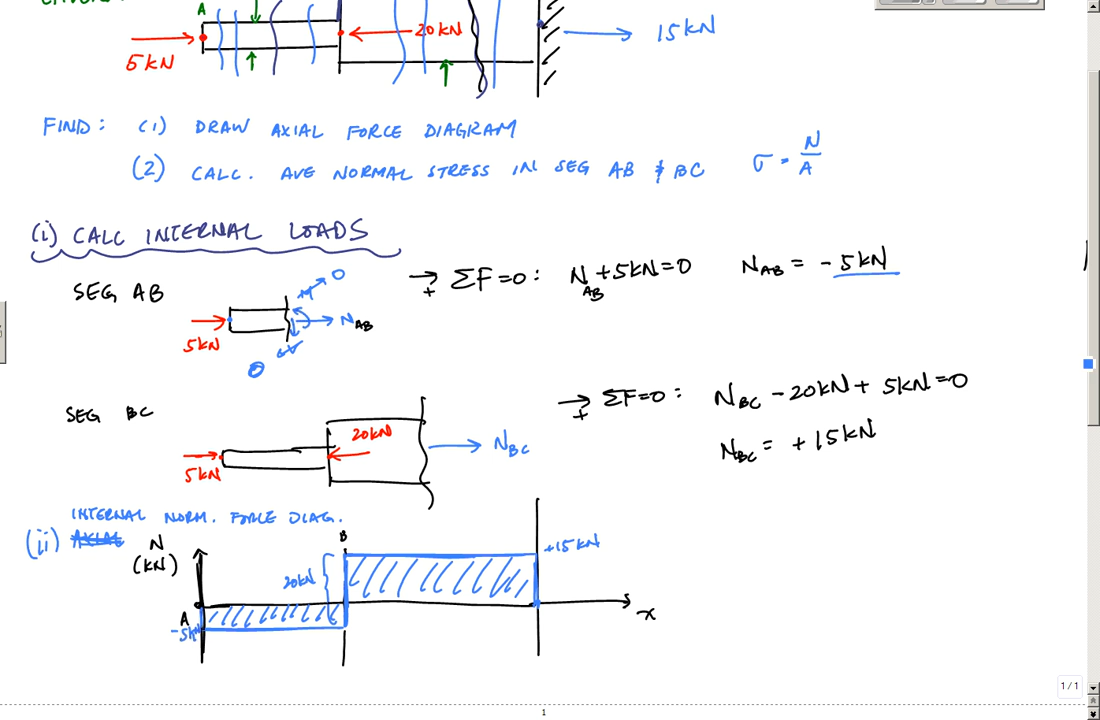 A
20KN
15KN
5KN
FIND: (1) DRAW AXIAL FORCE DIAGRAM
(2) CALC. AVE NORMAL STRESS IN SEG AB & BC σ = N/A
(i) CALC INTERNAL LOADS
SEG AB
5KN
M
O
N_AB
V
O
→+ ΣF=0: N_AB+5KN=0 N_AB = -5KN
SEG BC
5KN
20KN
N_BC
→+ ΣF=0: N_BC -20KN + 5KN=0
N_BC = +15KN
INTERNAL NORM. FORCE DIAG.
(ii) AXIAL N
(KN)
B
+15KN
20KN
A
-5KN
x
1 / 1
1